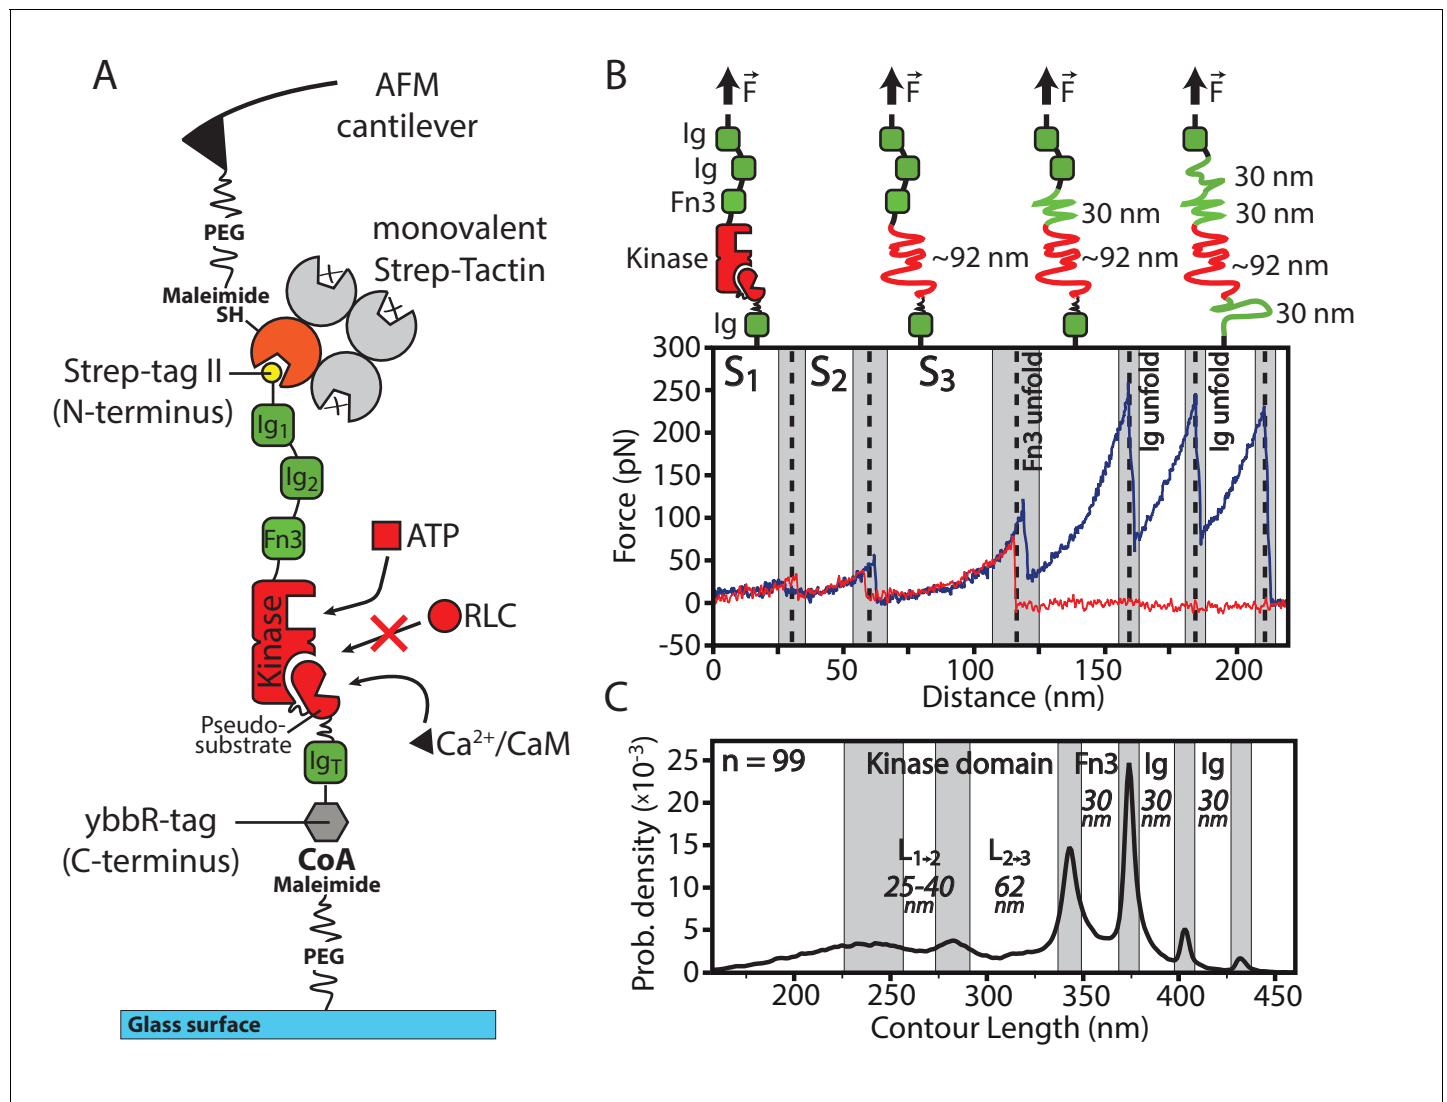 A
AFM
cantilever
PEG
monovalent
Strep-Tactin
Maleimide
SH
Strep-tag II
(N-terminus)
Ig1
Ig2
Fn3
ATP
RLC
Kinase
Pseudo-
substrate
Ca2+/CaM
IgT
ybbR-tag
(C-terminus)
CoA
Maleimide
PEG
Glass surface
B
F F F F
Ig
Ig
Fn3
Kinase
Ig
~92 nm
30 nm
~92 nm
30 nm
30 nm
~92 nm
30 nm
S1 S2 S3
Fn3 unfold
Ig unfold
Ig unfold
300
250
200
150
100
50
0
-50
Force (pN)
0 50 100 150 200
Distance (nm)
C
n = 99
Kinase domain Fn3 Ig Ig
30 nm
30 nm
30 nm
L1→2
25-40
nm
L2→3
62
nm
25
20
15
10
5
0
Prob. density (×10-3)
200 250 300 350 400 450
Contour Length (nm)